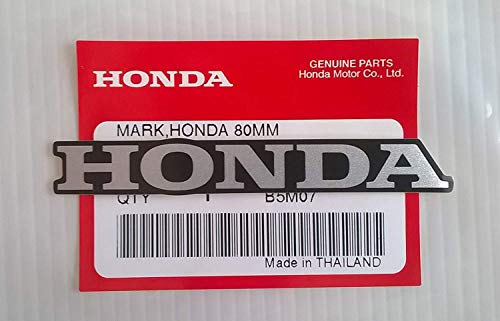 HONDA
GENUINE PARTS
Honda Motor Co., Ltd.
MARK,HONDA 80MM
HONDA
QTY 1 B5M07
Made in THAILAND